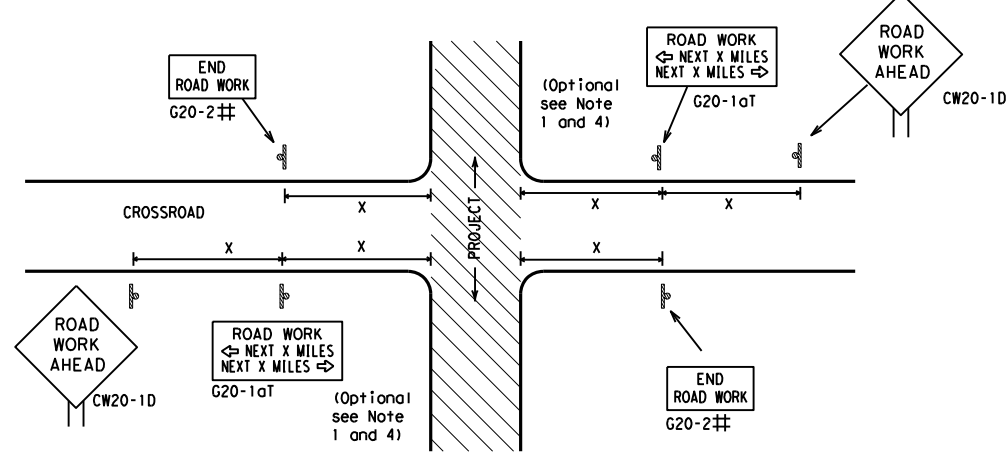 ROAD
WORK
AHEAD
CW20-1D
ROAD WORK
⇦ NEXT X MILES
NEXT X MILES ⇨
G20-1aT
(Optional
see Note
1 and 4)
END
ROAD WORK
G20-2#
X
X
X
CROSSROAD
PROJECT
X
X
X
ROAD
WORK
AHEAD
CW20-1D
ROAD WORK
⇦ NEXT X MILES
NEXT X MILES ⇨
G20-1aT
(Optional
see Note
1 and 4)
END
ROAD WORK
G20-2#